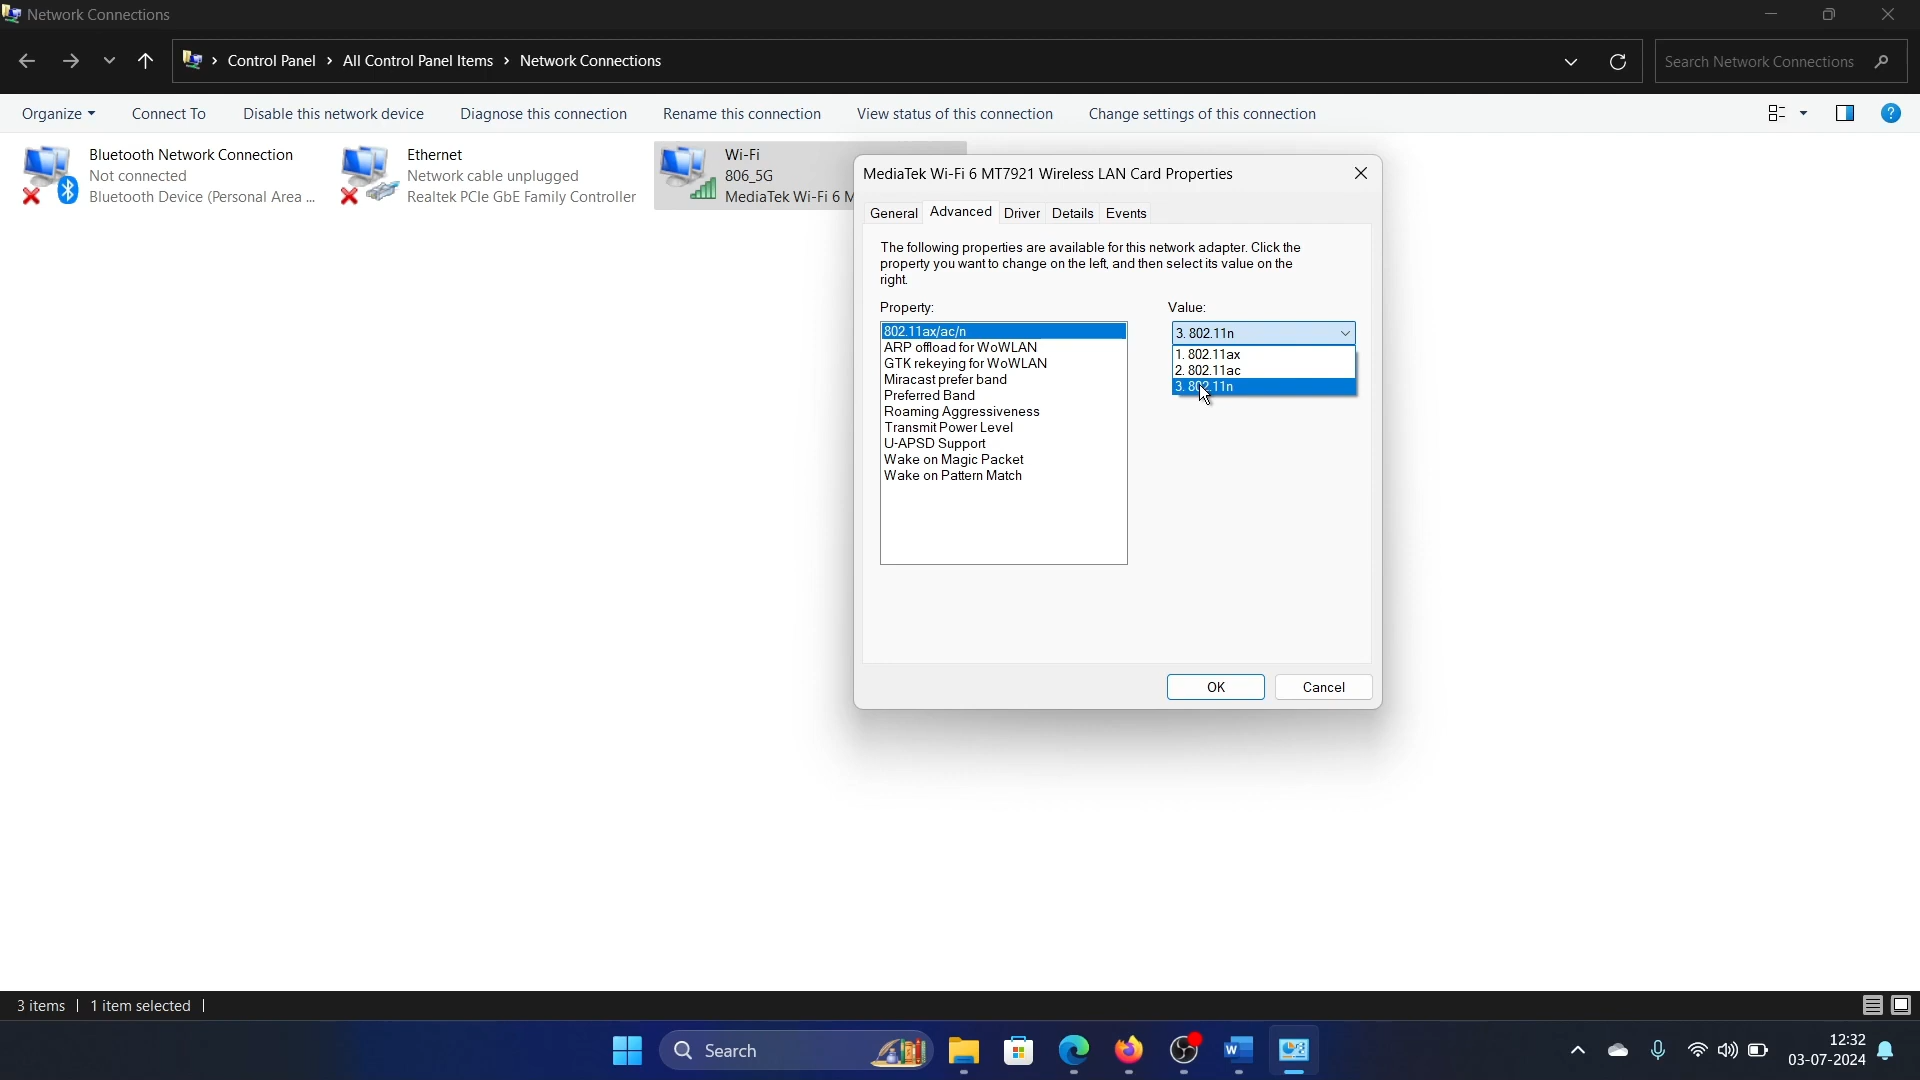 Network Connections
Control Panel > All Control Panel Items > Network Connections
Search Network Connections
Organize
Connect To
Disable this network device
Diagnose this connection
Rename this connection
View status of this connection
Change settings of this connection
Bluetooth Network Connection
Not connected
Bluetooth Device (Personal Area ...
Ethernet
Network cable unplugged
Realtek PCIe GbE Family Controller
Wi-Fi
806_5G
MediaTek Wi-Fi 6 M
MediaTek Wi-Fi 6 MT7921 Wireless LAN Card Properties
General
Advanced
Driver
Details
Events
The following properties are available for this network adapter. Click the
property you want to change on the left, and then select its value on the
right.
Property:
802.11ax/ac/n
ARP offload for WoWLAN
GTK rekeying for WoWLAN
Miracast prefer band
Preferred Band
Roaming Aggressiveness
Transmit Power Level
U-APSD Support
Wake on Magic Packet
Wake on Pattern Match
Value:
3. 802.11n
1. 802.11ax
2. 802.11ac
3. 802.11n
OK
Cancel
3 items
1 item selected
Search
12:32
03-07-2024